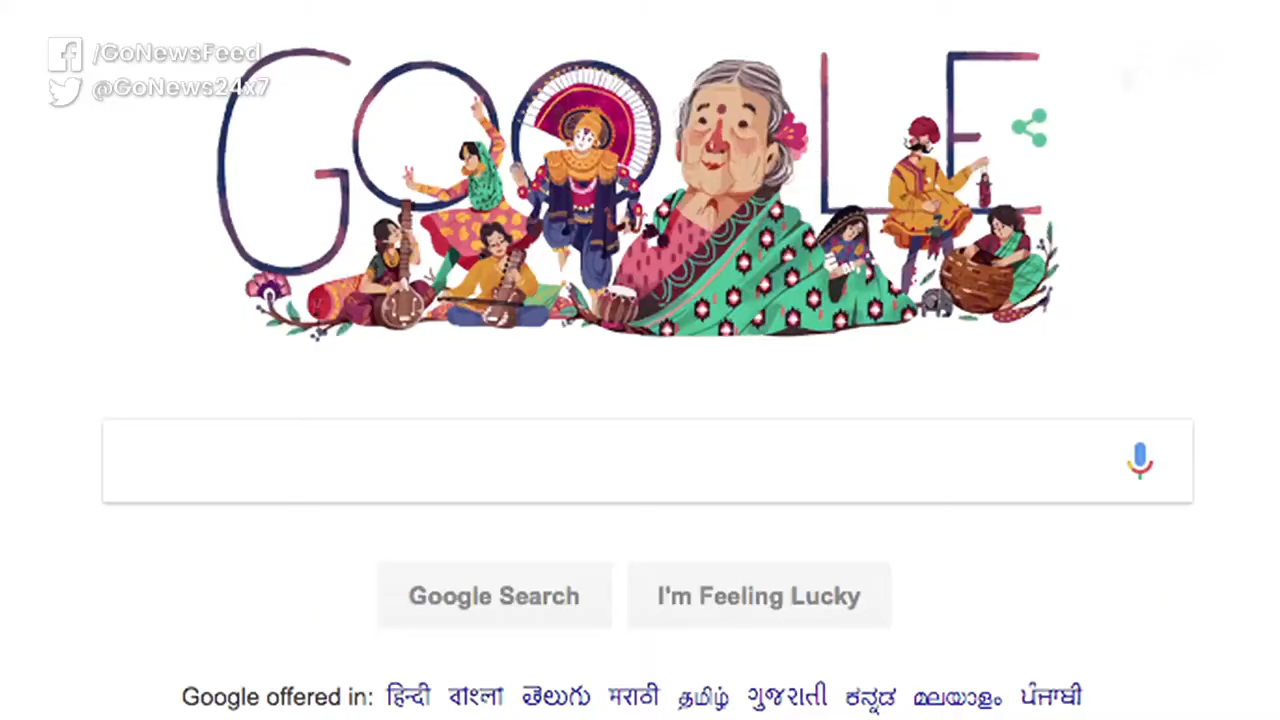 /GoNewsFeed
@GoNews24x7
GOOGLE
Google Search
I'm Feeling Lucky
Google offered in: हिन्दी বাংলা తెలుగు मराठी தமிழ் ગુજરાતી ಕನ್ನಡ മലയാളം ਪੰਜਾਬੀ